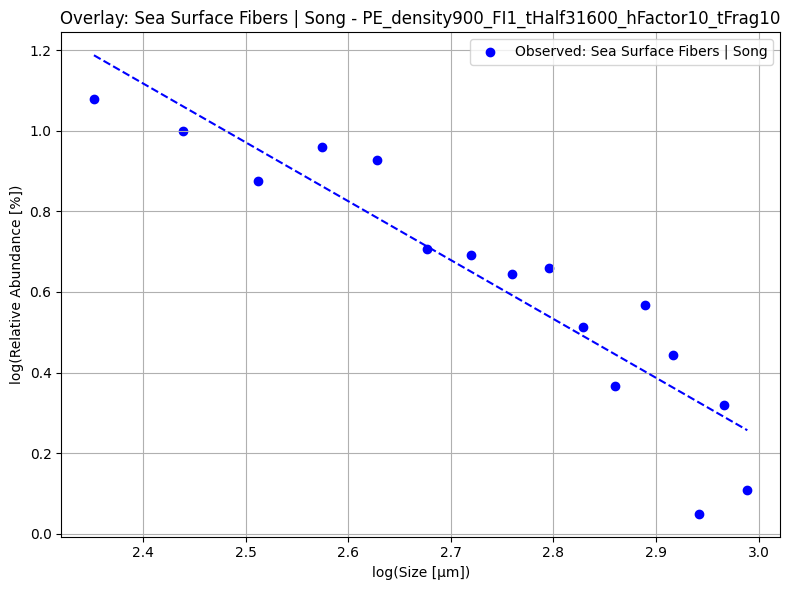 Overlay: Sea Surface Fibers | Song - PE_density900_FI1_tHalf31600_hFactor10_tFrag10
Observed: Sea Surface Fibers | Song
1.2
1.0
0.8
0.6
0.4
0.2
0.0
log(Relative Abundance [%])
2.4 2.5 2.6 2.7 2.8 2.9 3.0
log(Size [μm])